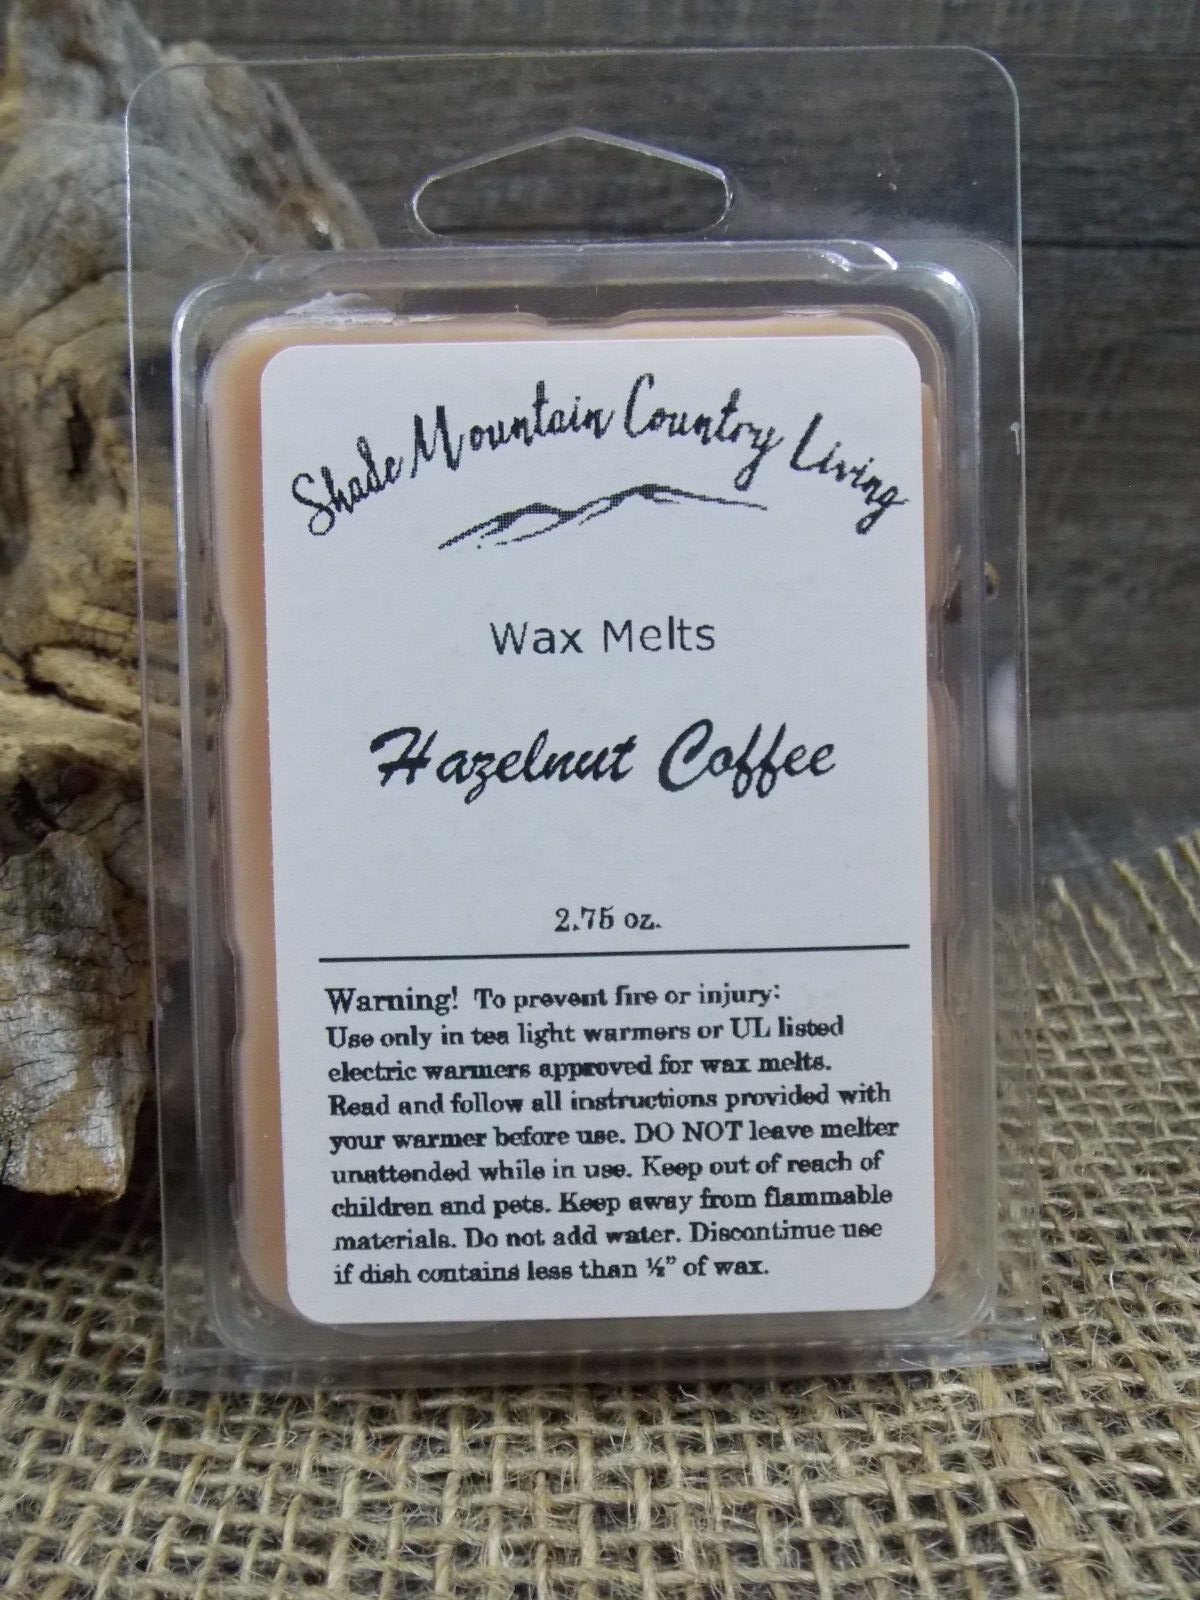 Shade Mountain Country Living
Wax Melts
Hazelnut Coffee
2.75 oz.
Warning! To prevent fire or injury:
Use only in tea light warmers or UL listed
electric warmers approved for wax melts.
Read and follow all instructions provided with
your warmer before use. DO NOT leave melter
unattended while in use. Keep out of reach of
children and pets. Keep away from flammable
materials. Do not add water. Discontinue use
if dish contains less than ½” of wax.